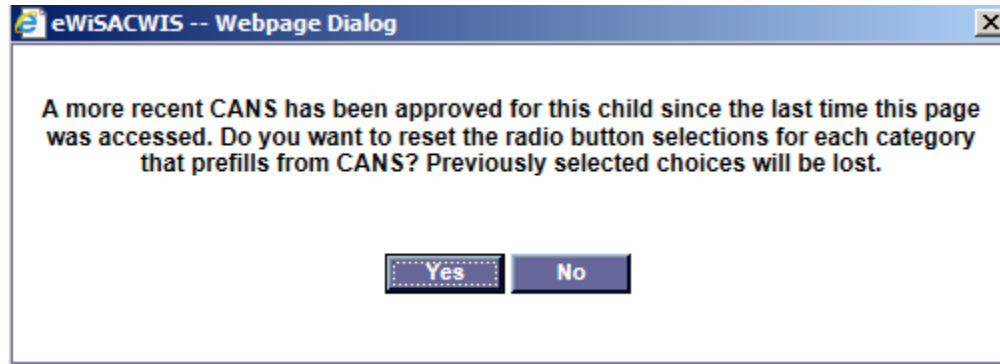 eWiSACWIS -- Webpage Dialog
A more recent CANS has been approved for this child since the last time this page
was accessed. Do you want to reset the radio button selections for each category
that prefills from CANS? Previously selected choices will be lost.
Yes No